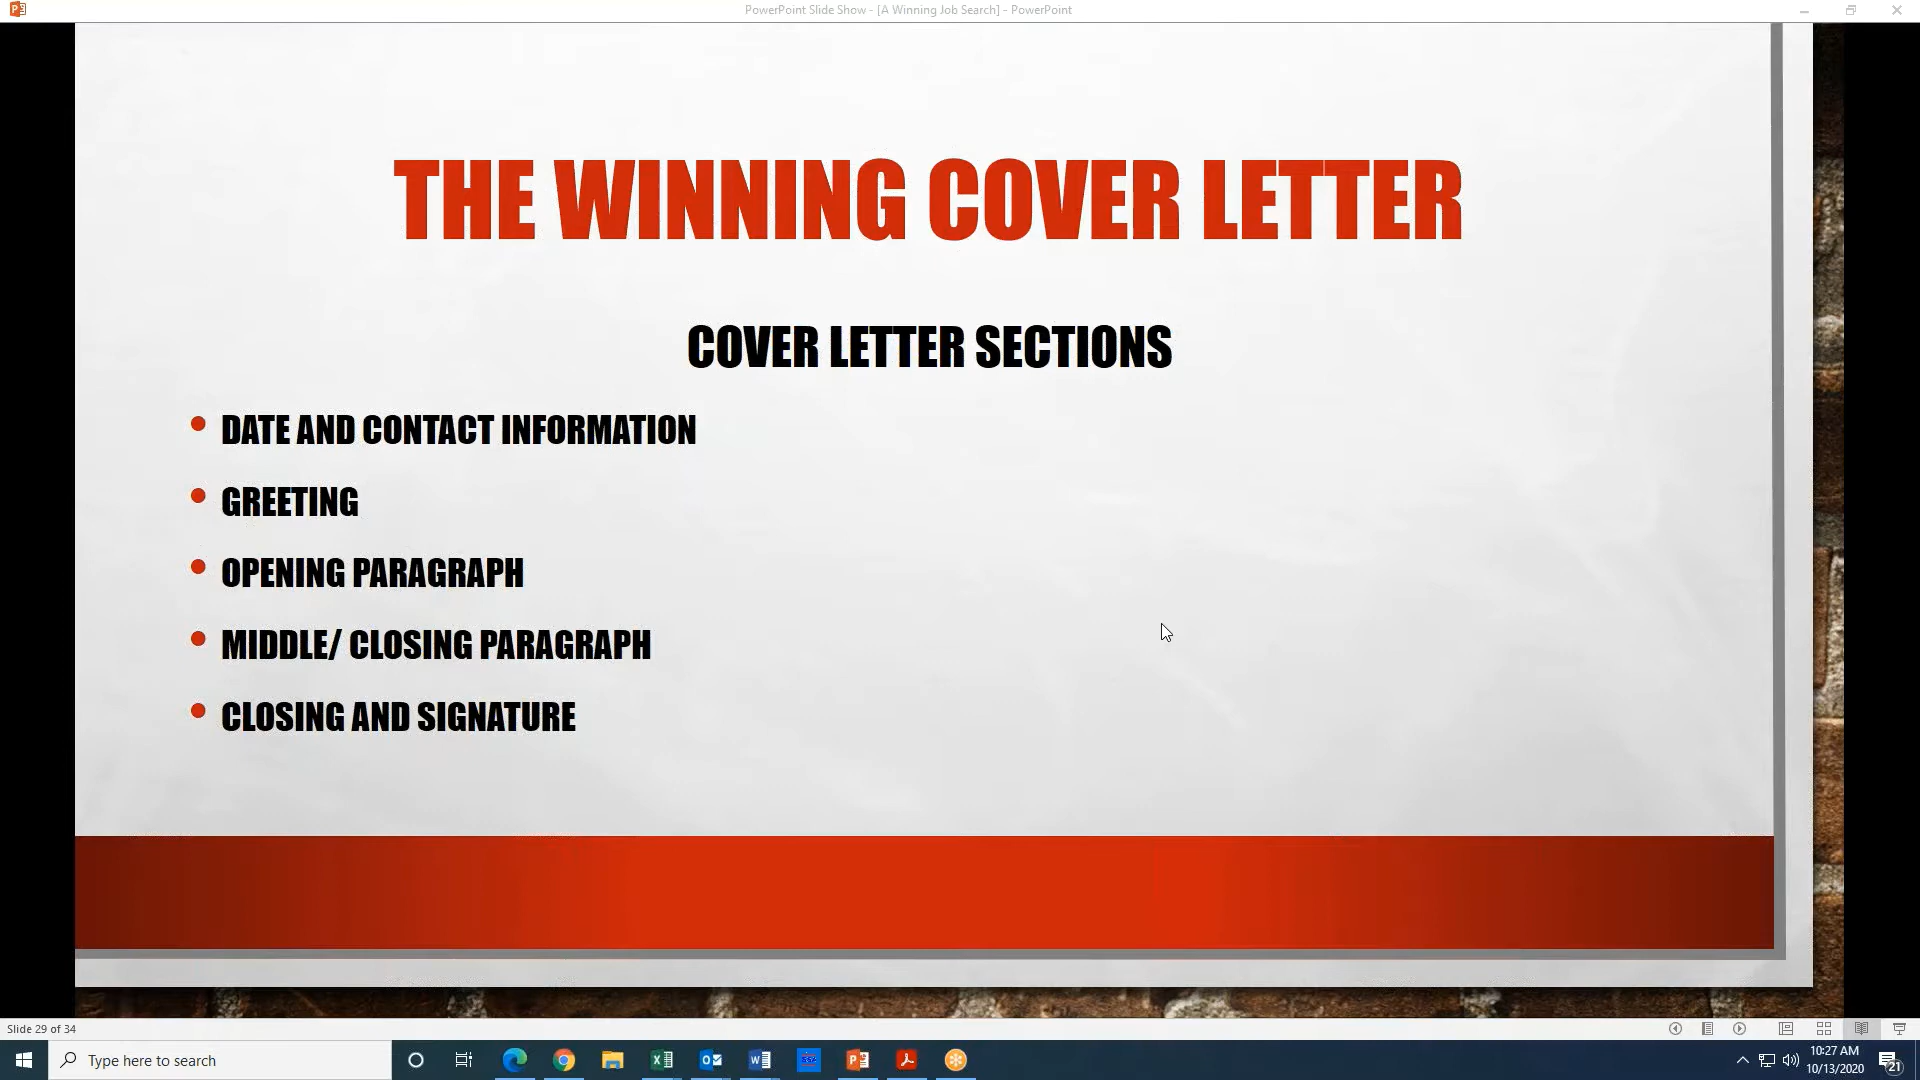 PowerPoint Slide Show - [A Winning Job Search] - PowerPoint
THE WINNING COVER LETTER
COVER LETTER SECTIONS
• DATE AND CONTACT INFORMATION
• GREETING
• OPENING PARAGRAPH
• MIDDLE/ CLOSING PARAGRAPH
• CLOSING AND SIGNATURE
Slide 29 of 34
Type here to search
10:27 AM
10/13/2020
21